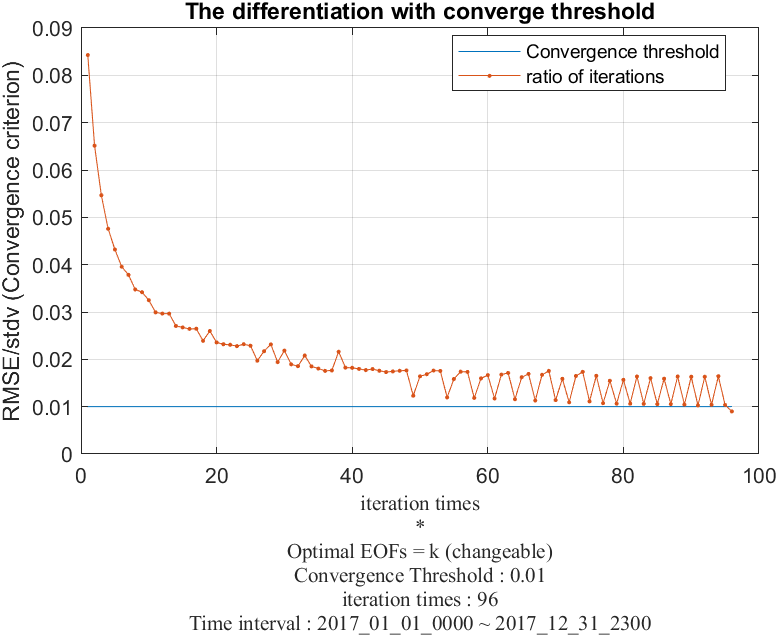 The differentiation with converge threshold
RMSE/stdv (Convergence criterion)
0.09
0.08
0.07
0.06
0.05
0.04
0.03
0.02
0.01
0
Convergence threshold
ratio of iterations
0 20 40 60 80 100
iteration times
*
Optimal EOFs = k (changeable)
Convergence Threshold : 0.01
iteration times : 96
Time interval : 2017_01_01_0000 ~ 2017_12_31_2300